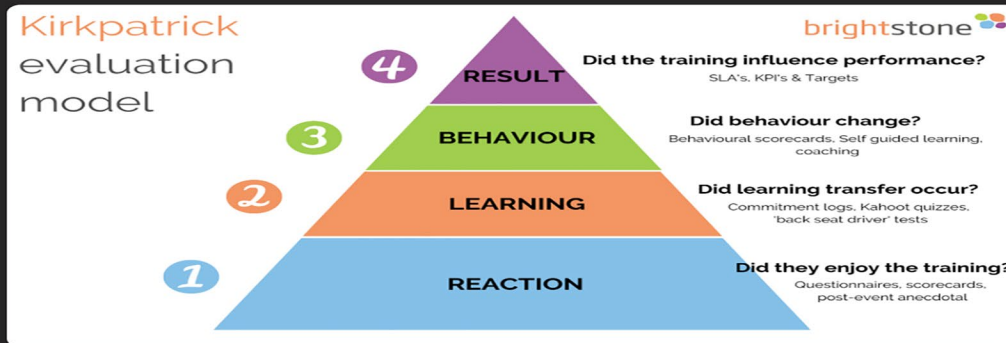 Kirkpatrick
evaluation
model
brightstone
4
RESULT
Did the training influence performance?
SLA's, KPI's & Targets
3
BEHAVIOUR
Did behaviour change?
Behavioural scorecards, Self guided learning,
coaching
2
LEARNING
Did learning transfer occur?
Commitment logs, Kahoot quizzes,
'back seat driver' tests
1
REACTION
Did they enjoy the training?
Questionnaires, scorecards,
post-event anecdotal